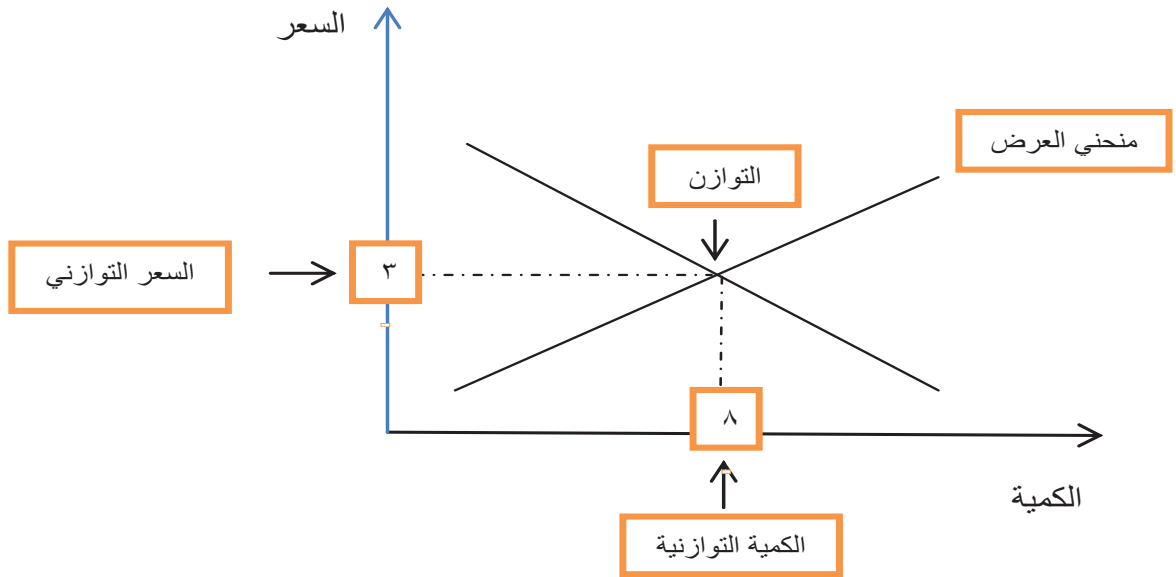 السعر
منحني العرض
التوازن
السعر التوازني
٣
٨
الكمية
الكمية التوازنية